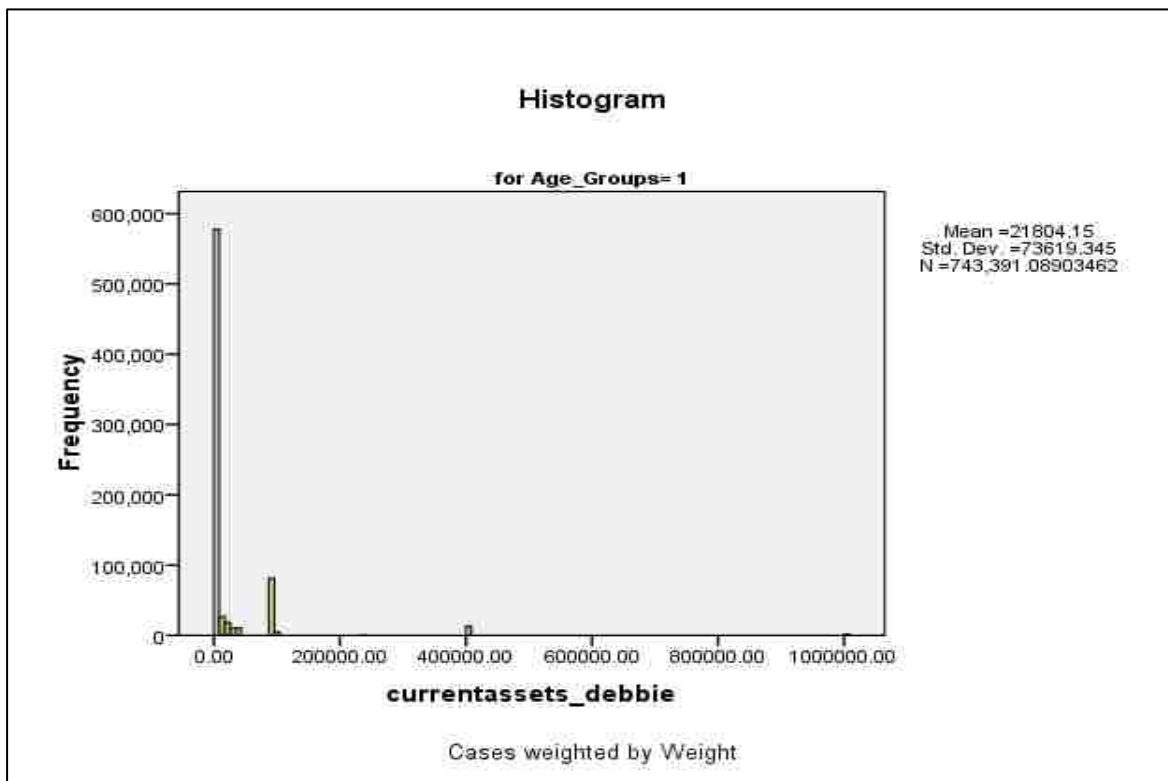 Histogram
for Age_Groups= 1
600,000
500,000
400,000
300,000
200,000
100,000
0
Frequency
0.00 200000.00 400000.00 600000.00 800000.00 1000000.00
currentassets_debbie
Cases weighted by Weight
Mean =21804.15
Std. Dev. =73619.345
N =743,391.08903462